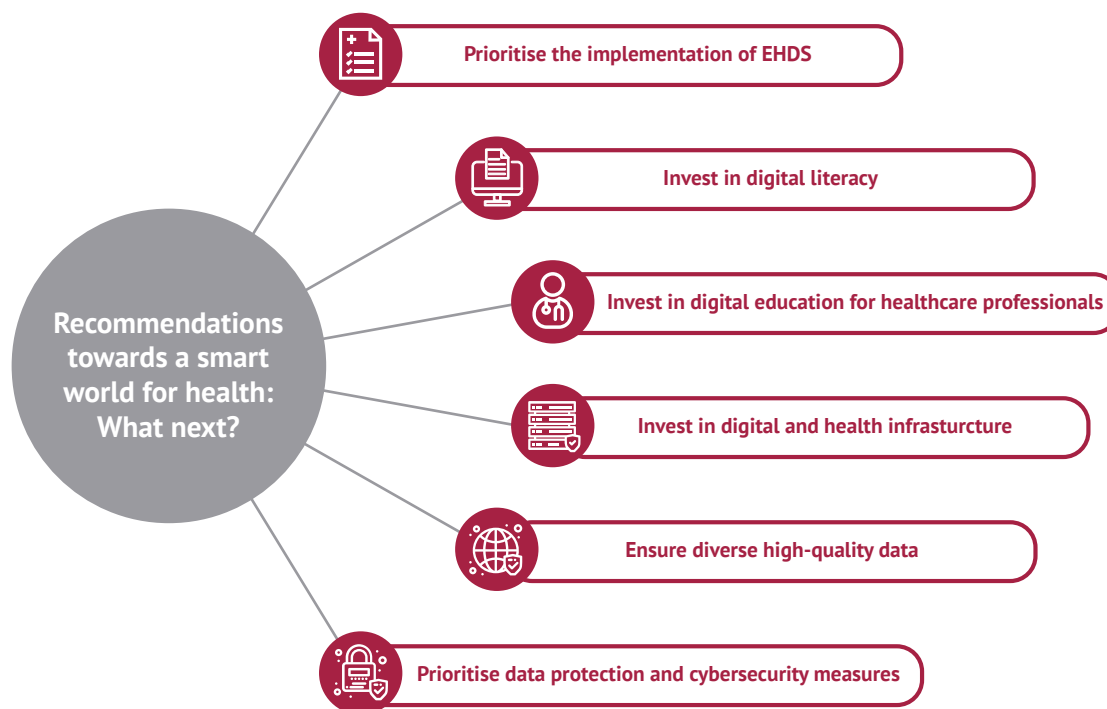 Prioritise the implementation of EHDS
Invest in digital literacy
Invest in digital education for healthcare professionals
Recommendations
towards a smart
world for health:
What next?
Invest in digital and health infrasturcture
Ensure diverse high-quality data
Prioritise data protection and cybersecurity measures